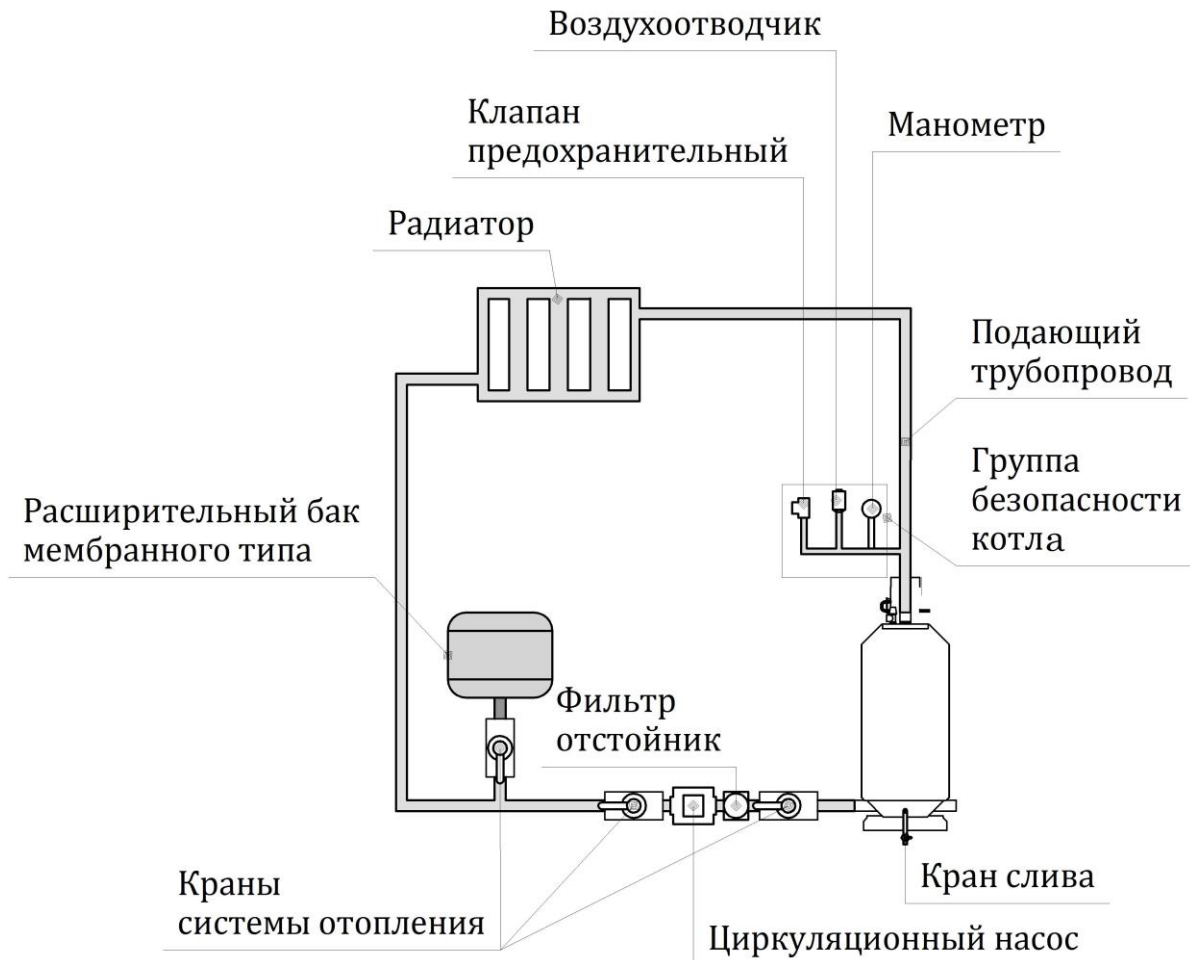 Воздухоотводчик
Клапан
предохранительный
Манометр
Радиатор
Подающий
трубопровод
Группа
безопасности
котла
Расширительный бак
мембранного типа
Фильтр
отстойник
Краны
системы отопления
Кран слива
Циркуляционный насос